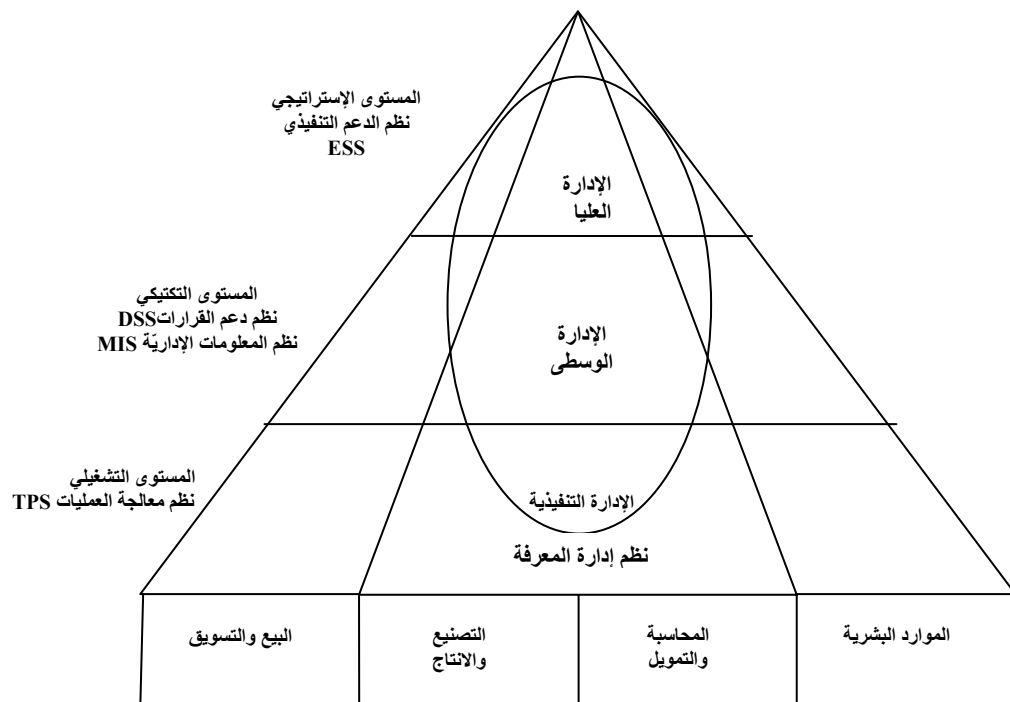 المستوى الإستراتيجي
نظم الدعم التنفيذي
ESS
الإدارة
العليا
المستوى التكتيكي
نظم دعم القراراتDSS
نظم المعلومات الإداريّة MIS
الإدارة
الوسطى
المستوى التشغيلي
نظم معالجة العمليات TPS
الإدارة التنفيذية
نظم إدارة المعرفة
الموارد البشرية
المحاسبة
والتمويل
التصنيع
والانتاج
البيع والتسويق